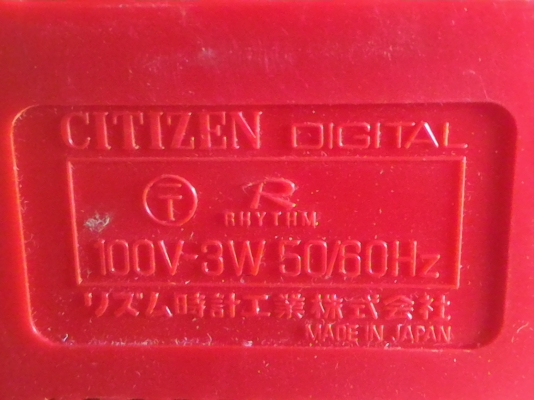 CITIZEN DIGITAL
〒 R
RHYTHM
100V-3W 50/60Hz
リズム時計工業株式会社
MADE IN JAPAN